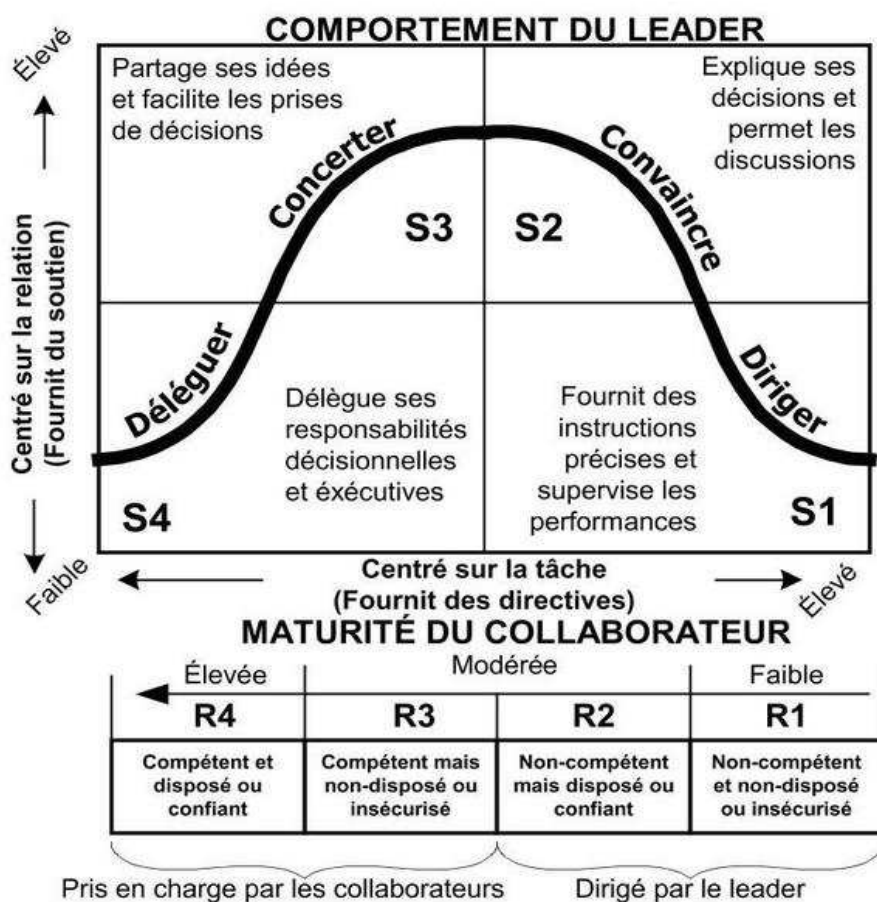 COMPORTEMENT DU LEADER
Élevé
Partage ses idées
et facilite les prises
de décisions
Explique ses
décisions et
permet les
discussions
Concerter
Convaincre
S3
S2
Centré sur la relation
(Fournit du soutien)
Déléguer
Diriger
Délègue ses
responsabilités
décisionnelles
et éxécutives
Fournit des
instructions
précises et
supervise les
performances
S4
S1
Faible
Centré sur la tâche
(Fournit des directives)
Élevé
MATURITÉ DU COLLABORATEUR
Élevée
Modérée
Faible
R4
R3
R2
R1
Compétent et
disposé ou
confiant
Compétent mais
non-disposé ou
insécurisé
Non-compétent
mais disposé ou
confiant
Non-compétent
et non-disposé
ou insécurisé
Pris en charge par les collaborateurs
Dirigé par le leader